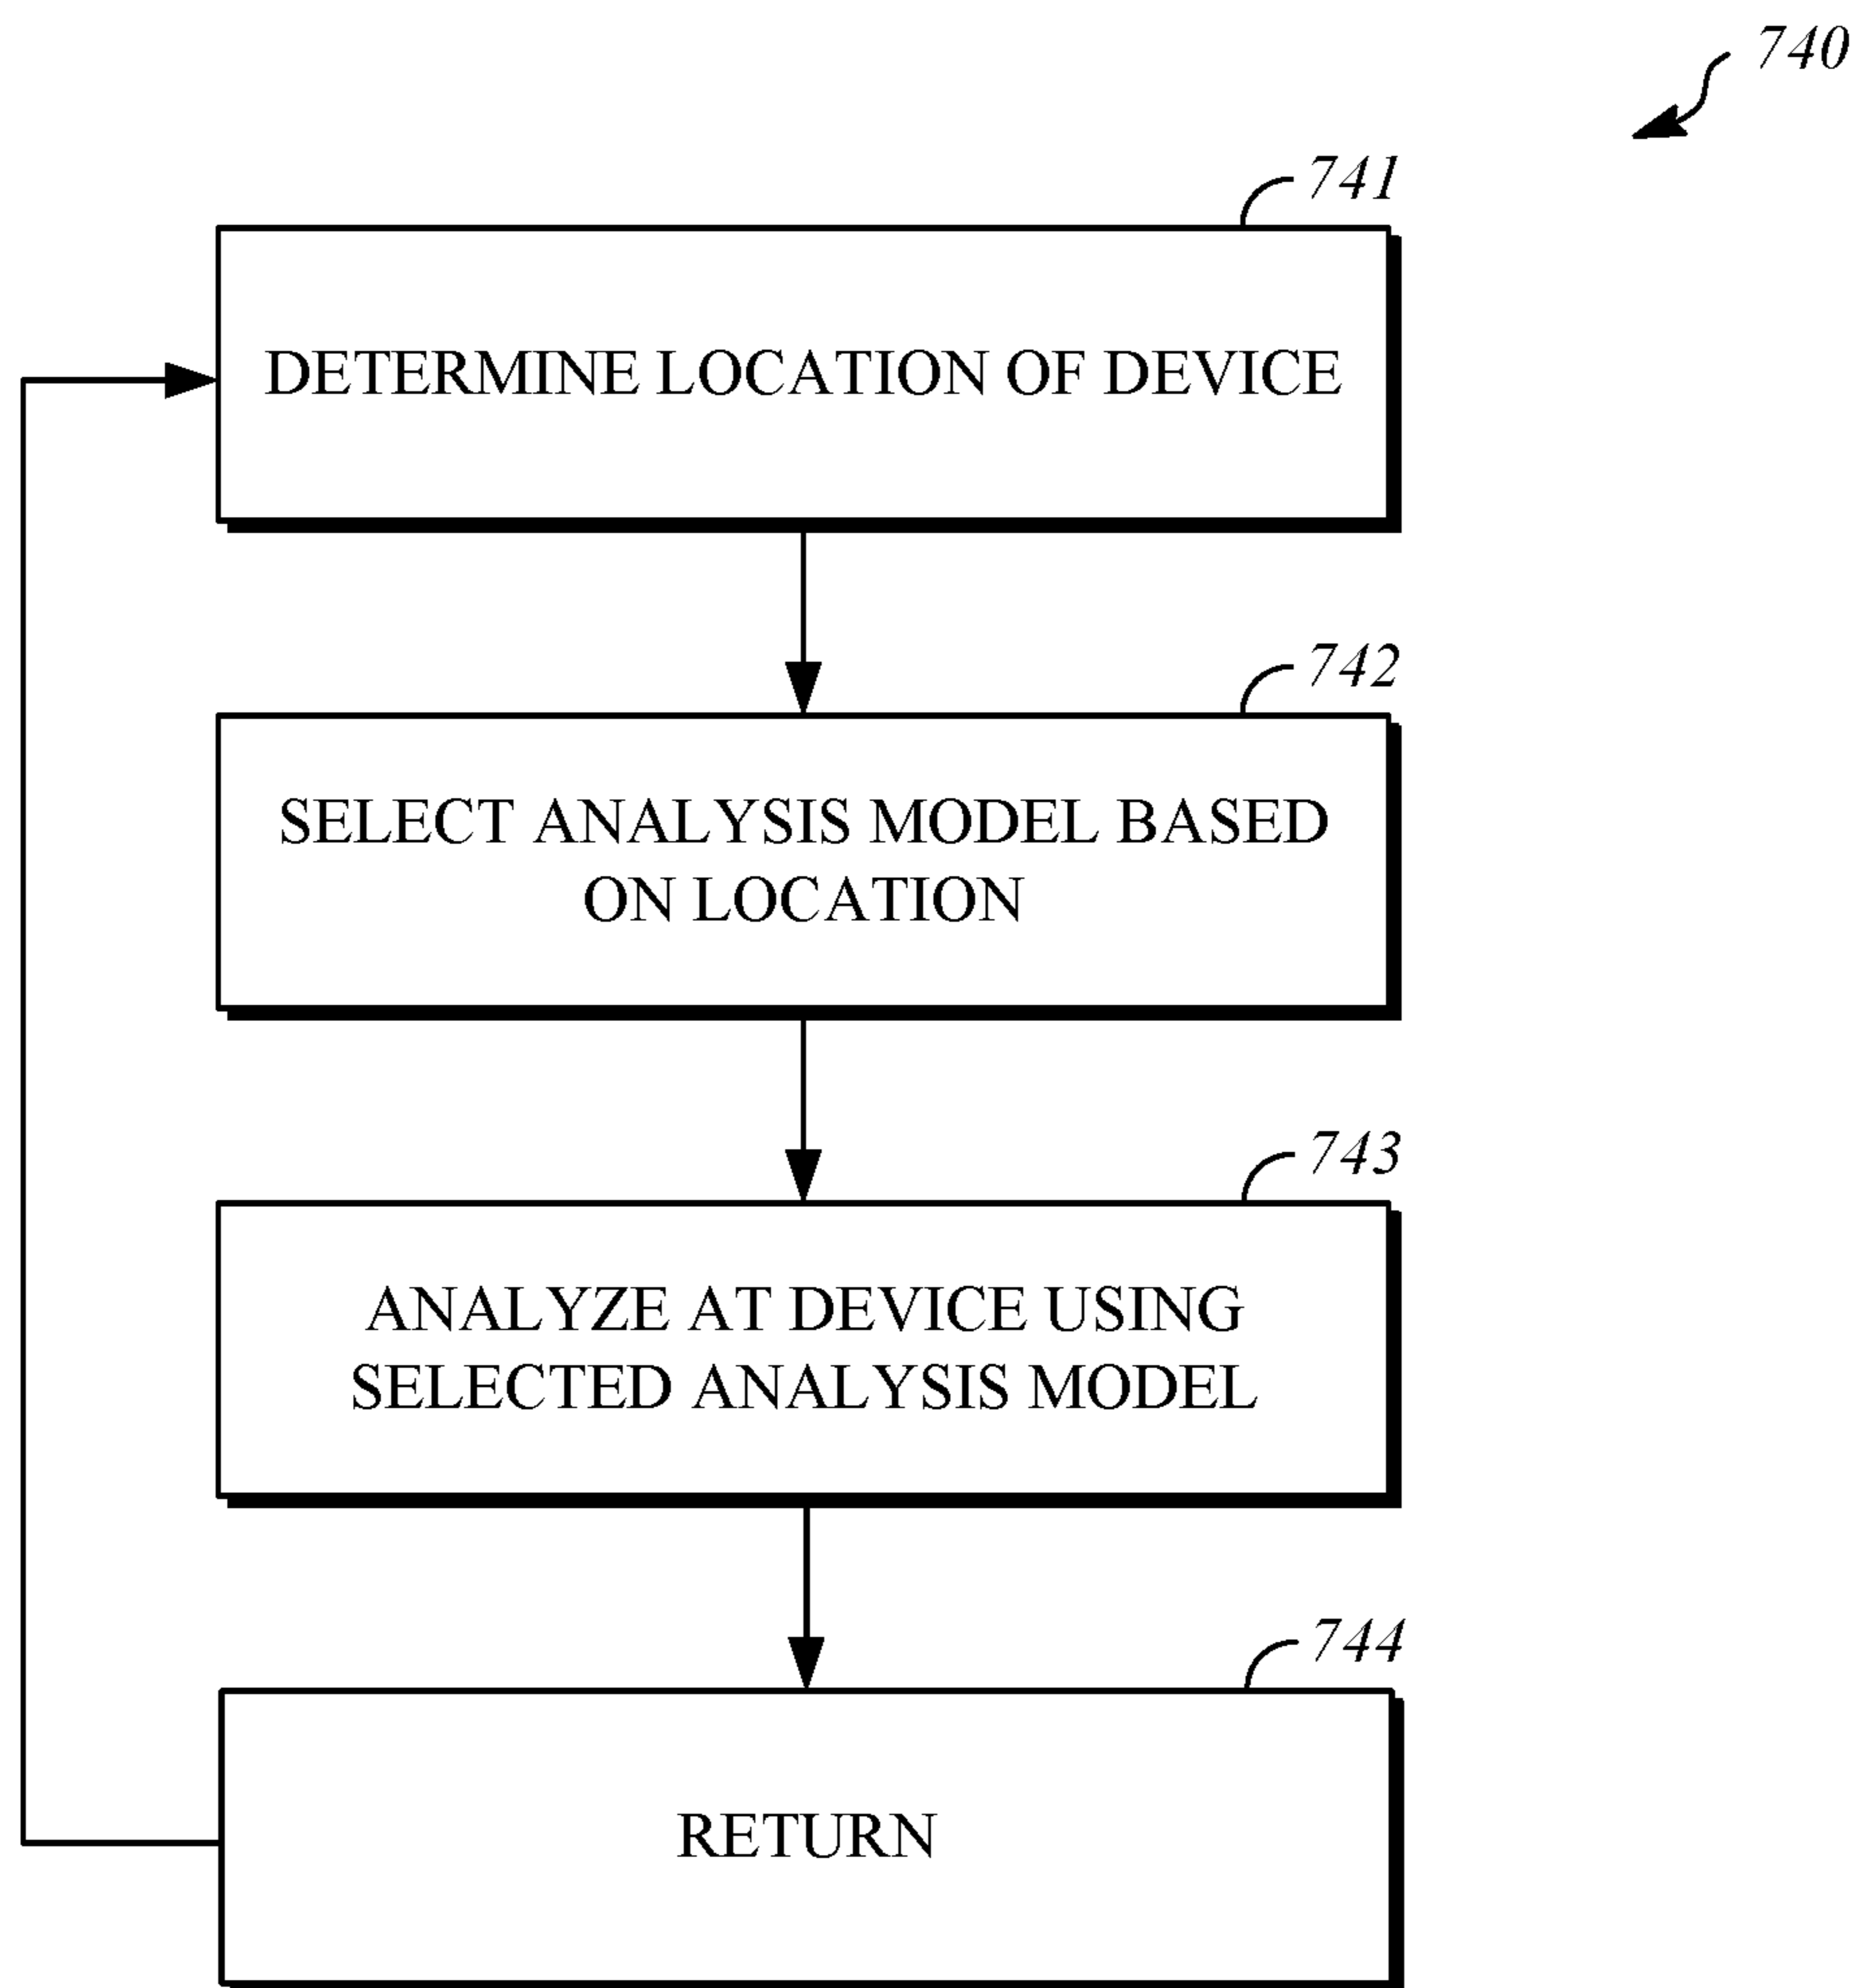 740
741
DETERMINE LOCATION OF DEVICE
742
SELECT ANALYSIS MODEL BASED
ON LOCATION
743
ANALYZE AT DEVICE USING
SELECTED ANALYSIS MODEL
744
RETURN